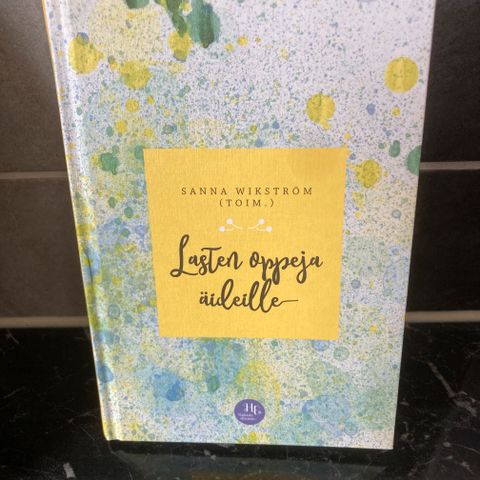 SANNA WIKSTRÖM
(TOIM.)
Lasten oppeja
äideille